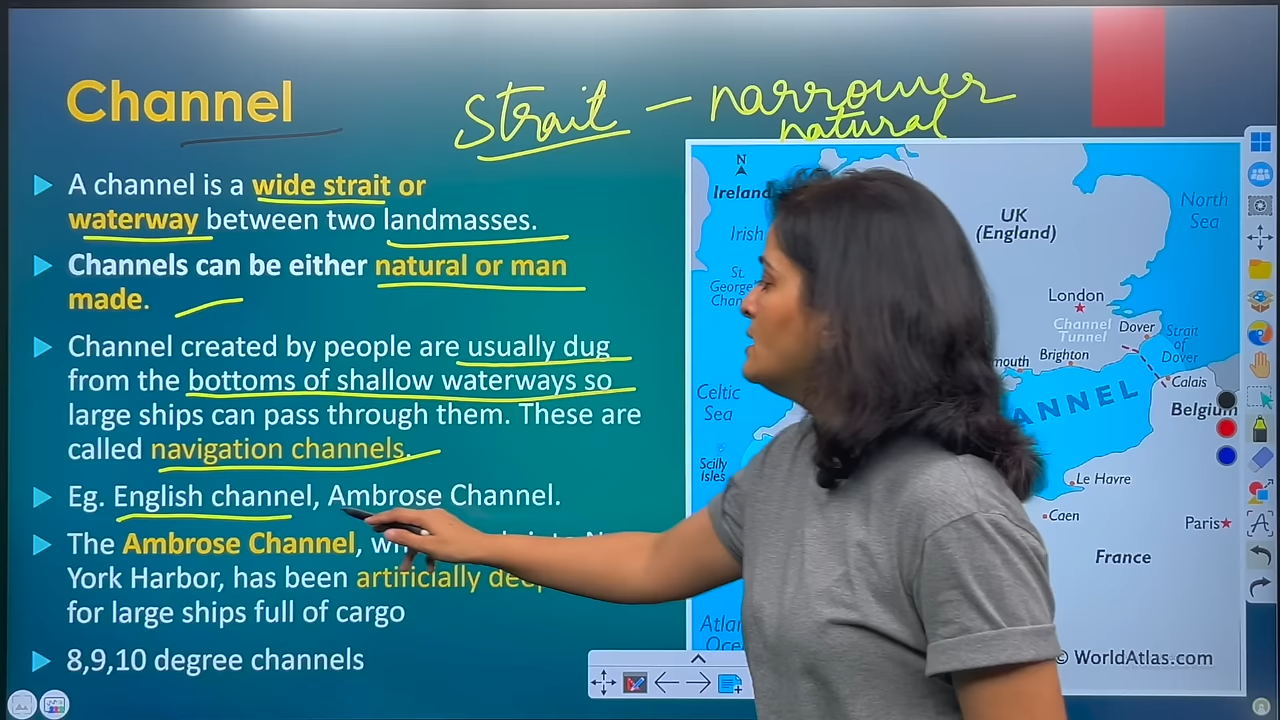 Channel
Strait – narrower
natural
A channel is a wide strait or
waterway between two landmasses.
Channels can be either natural or man
made.
Channel created by people are usually dug
from the bottoms of shallow waterways so
large ships can pass through them. These are
called navigation channels.
Eg. English channel, Ambrose Channel.
The Ambrose Channel,
York Harbor, has been artificially
for large ships full of cargo
8,9,10 degree channels
N
Ireland
UK
(England)
North
Sea
Irish
St.
London
Channel
Tunnel
Dover
Strait
of
Dover
Brighton
Calais
Belgium
Celtic
Sea
Scilly
Isles
Le Havre
Caen
Paris
France
© WorldAtlas.com
A